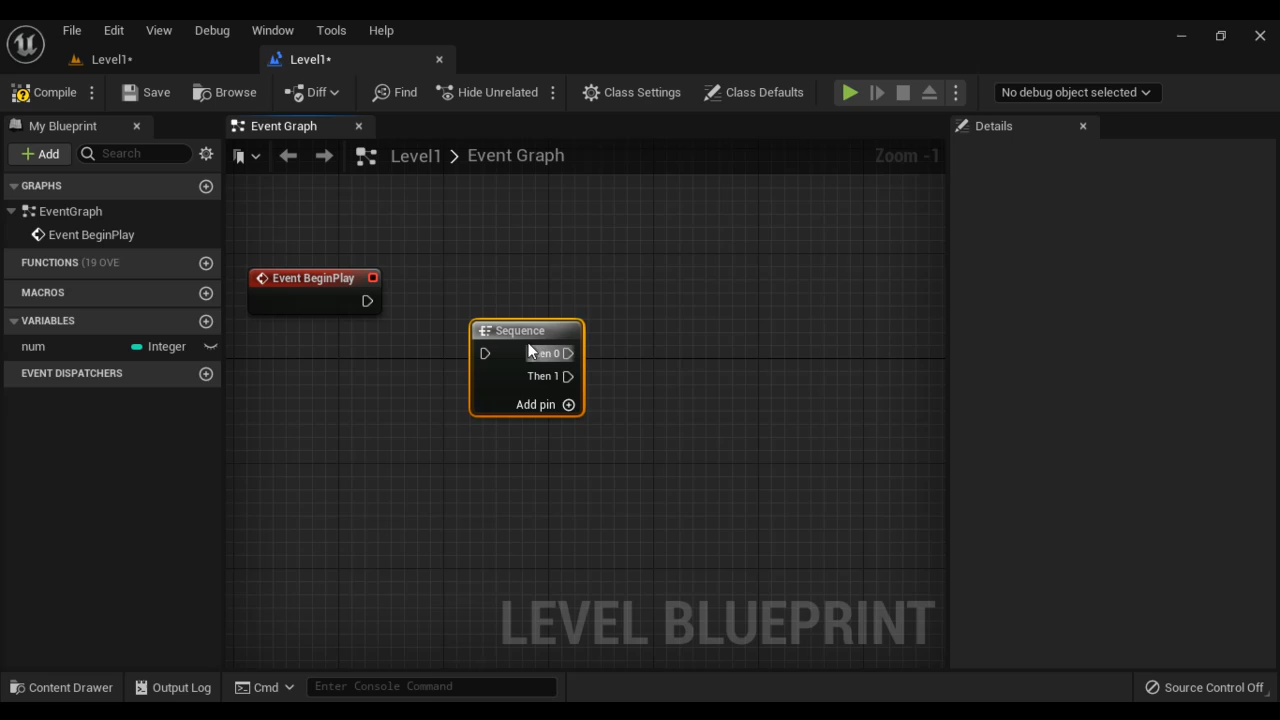 File Edit View Debug Window Tools Help
Level1* Level1*
Compile Save Browse Diff Find Hide Unrelated Class Settings Class Defaults No debug object selected
My Blueprint Event Graph Details
Add Search Level1 > Event Graph Zoom -1
GRAPHS
EventGraph
Event BeginPlay
FUNCTIONS (19 OVE
MACROS
VARIABLES
num Integer
EVENT DISPATCHERS
Event BeginPlay
Sequence
en 0
Then 1
Add pin
LEVEL BLUEPRINT
Content Drawer Output Log Cmd Enter Console Command Source Control Off